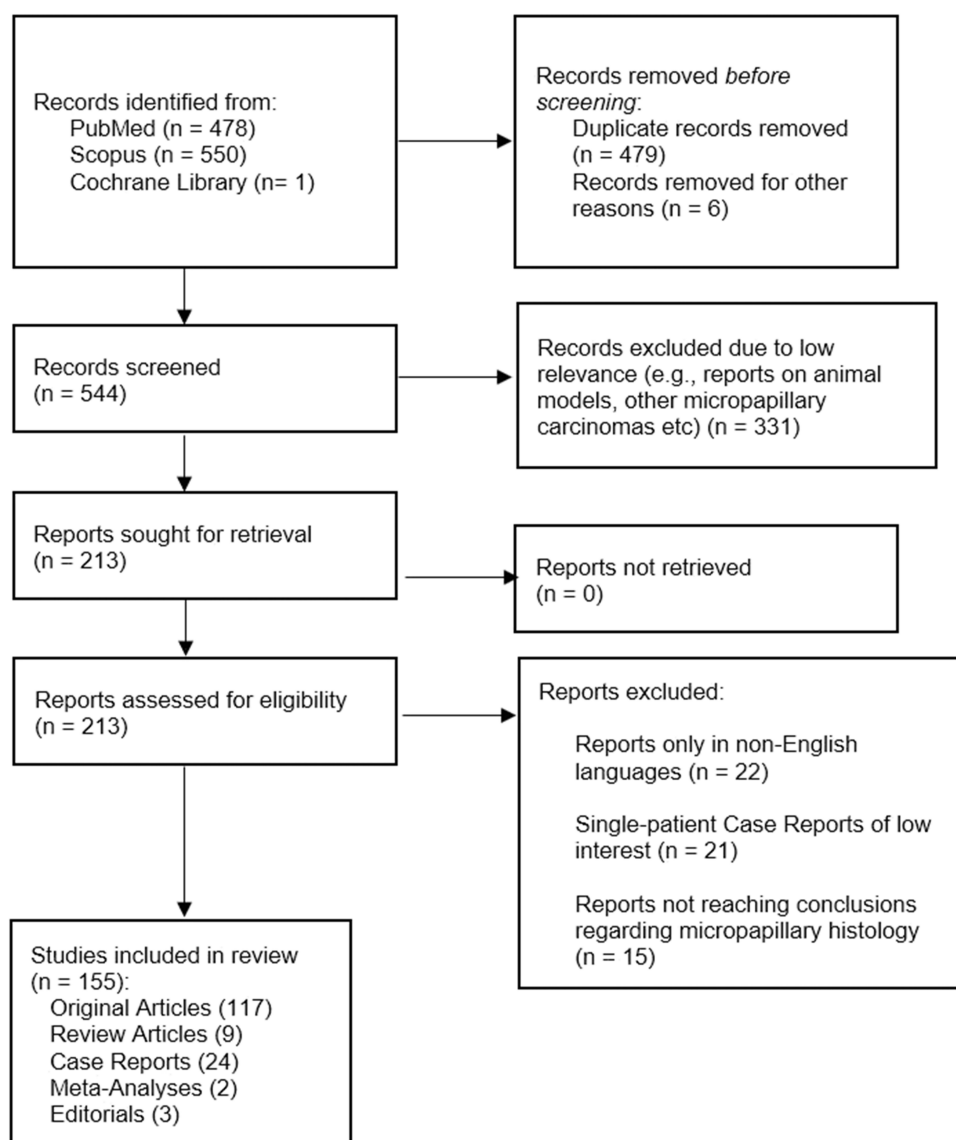 Records identified from:
PubMed (n = 478)
Scopus (n = 550)
Cochrane Library (n= 1)
Records removed before
screening:
Duplicate records removed
(n = 479)
Records removed for other
reasons (n = 6)
Records screened
(n = 544)
Records excluded due to low
relevance (e.g., reports on animal
models, other micropapillary
carcinomas etc) (n = 331)
Reports sought for retrieval
(n = 213)
Reports not retrieved
(n = 0)
Reports assessed for eligibility
(n = 213)
Reports excluded:
Reports only in non-English
languages (n = 22)
Single-patient Case Reports of low
interest (n = 21)
Reports not reaching conclusions
regarding micropapillary histology
(n = 15)
Studies included in review
(n = 155):
Original Articles (117)
Review Articles (9)
Case Reports (24)
Meta-Analyses (2)
Editorials (3)